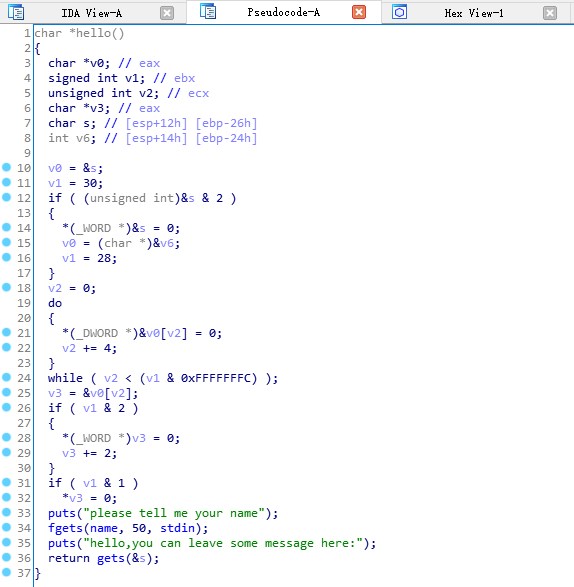 IDA View-A Pseudocode-A Hex View-1
1 char *hello()
2 {
3   char *v0; // eax
4   signed int v1; // ebx
5   unsigned int v2; // ecx
6   char *v3; // eax
7   char s; // [esp+12h] [ebp-26h]
8   int v6; // [esp+14h] [ebp-24h]
9
10   v0 = &s;
11   v1 = 30;
12   if ( (unsigned int)&s & 2 )
13   {
14     *(_WORD *)&s = 0;
15     v0 = (char *)&v6;
16     v1 = 28;
17   }
18   v2 = 0;
19   do
20   {
21     *(_DWORD *)&v0[v2] = 0;
22     v2 += 4;
23   }
24   while ( v2 < (v1 & 0xFFFFFFFC) );
25   v3 = &v0[v2];
26   if ( v1 & 2 )
27   {
28     *(_WORD *)v3 = 0;
29     v3 += 2;
30   }
31   if ( v1 & 1 )
32     *v3 = 0;
33   puts("please tell me your name");
34   fgets(name, 50, stdin);
35   puts("hello,you can leave some message here:");
36   return gets(&s);
37 }